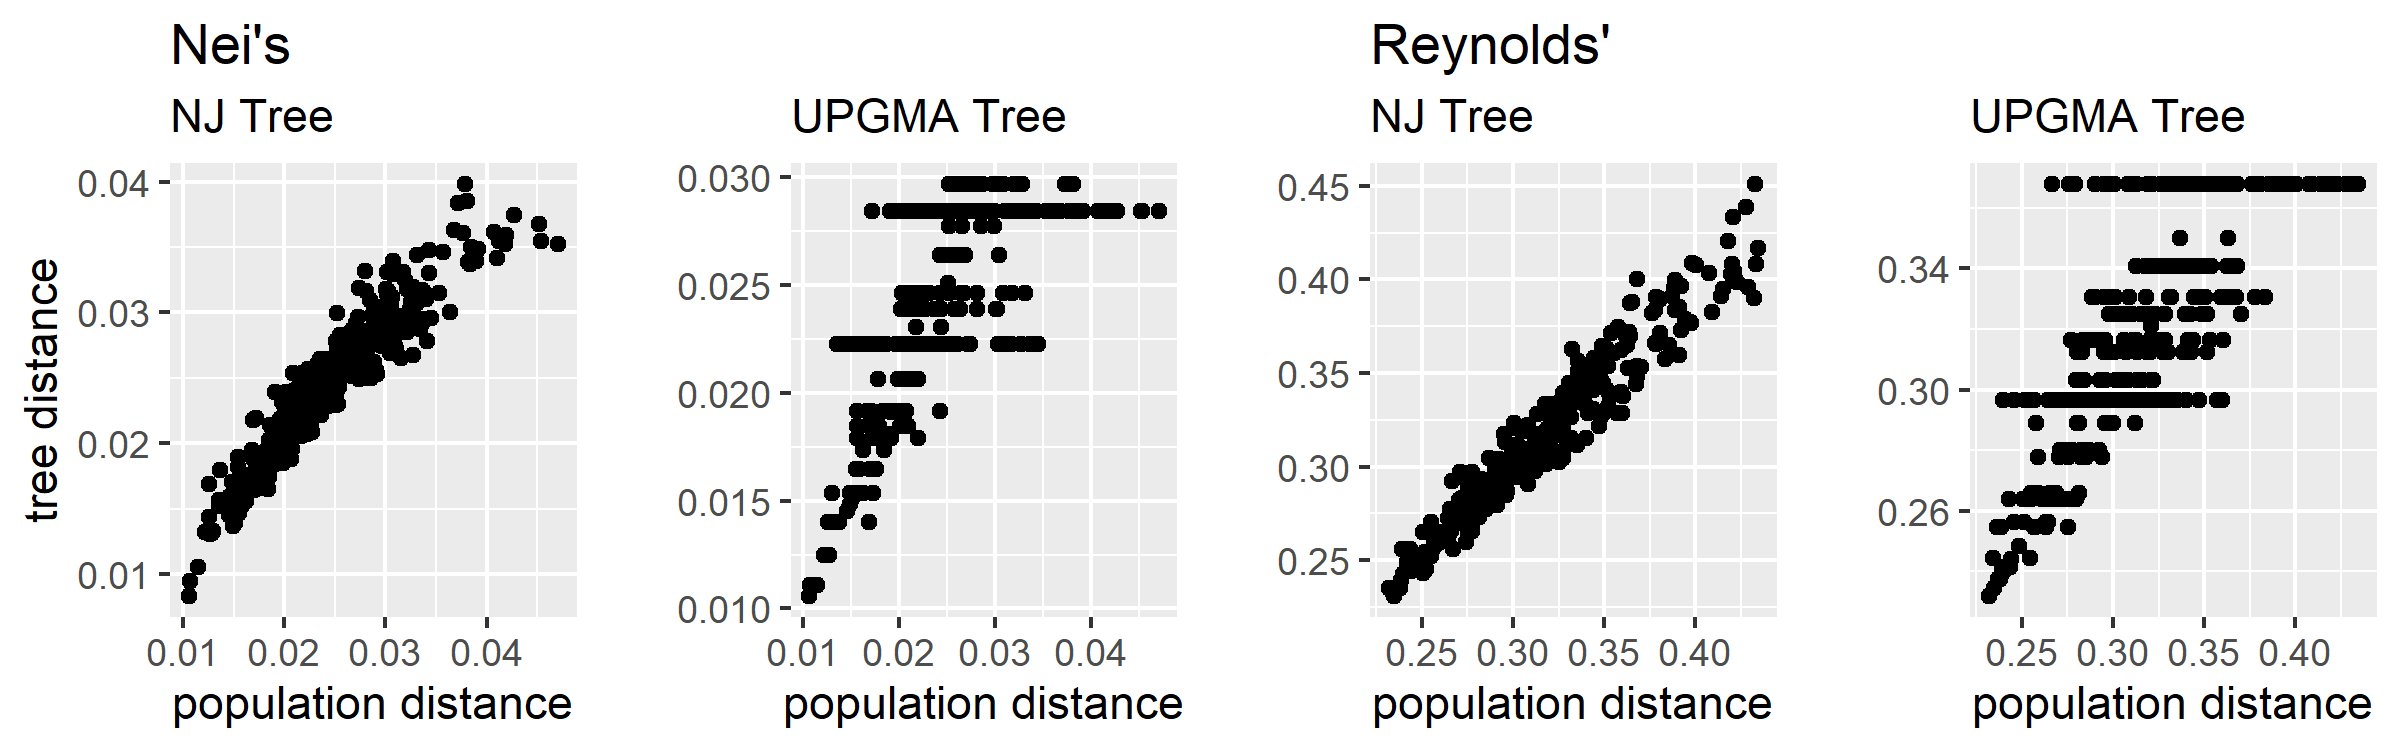 Nei's
Reynolds'
NJ Tree
UPGMA Tree
NJ Tree
UPGMA Tree
tree distance
0.04
0.03
0.02
0.01
0.01 0.02 0.03 0.04
population distance
0.030
0.025
0.020
0.015
0.010
0.01 0.02 0.03 0.04
population distance
0.45
0.40
0.35
0.30
0.25
0.25 0.30 0.35 0.40
population distance
0.34
0.30
0.26
0.25 0.30 0.35 0.40
population distance